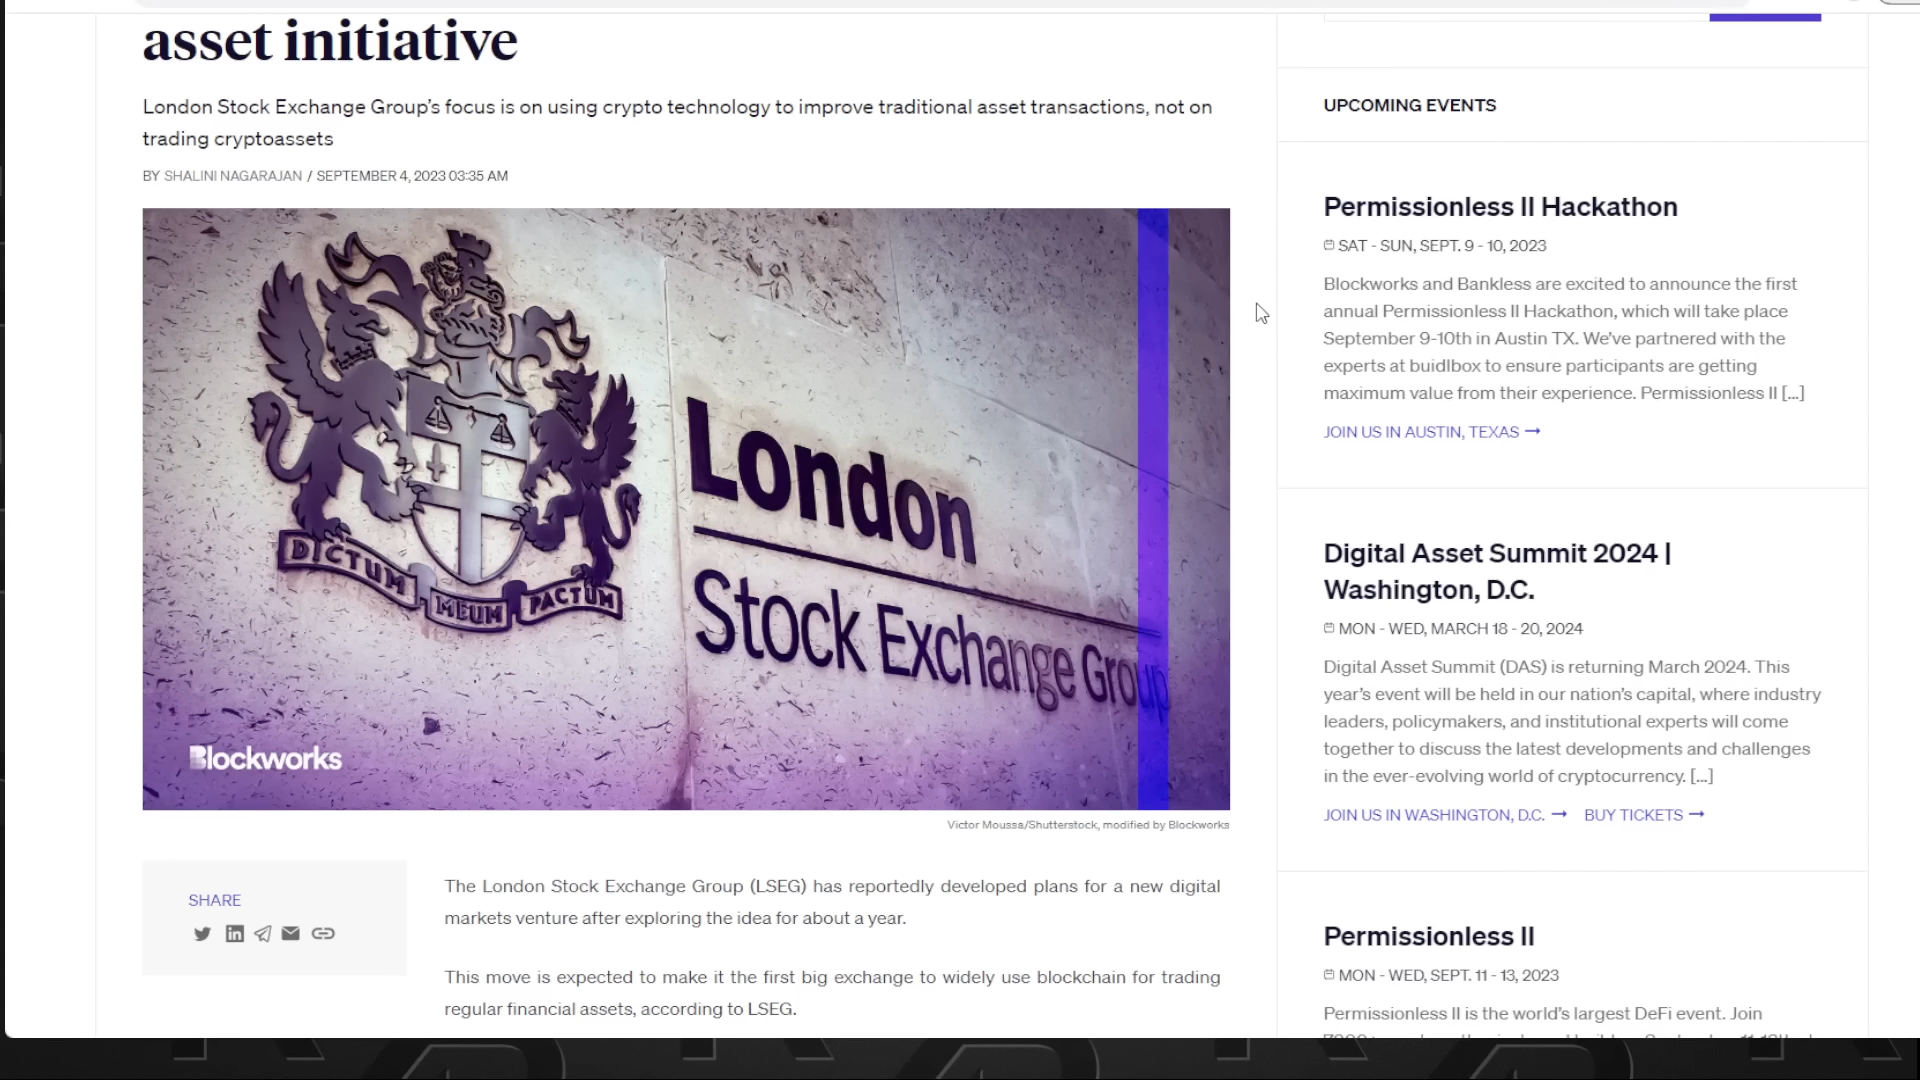 asset initiative
London Stock Exchange Group's focus is on using crypto technology to improve traditional asset transactions, not on
trading cryptoassets
BY SHALINI NAGARAJAN / SEPTEMBER 4, 2023 03:35 AM
DICTUM MEUM PACTUM
London
Stock Exchange Group
Blockworks
Victor Moussa/Shutterstock, modified by Blockworks
SHARE
The London Stock Exchange Group (LSEG) has reportedly developed plans for a new digital
markets venture after exploring the idea for about a year.
This move is expected to make it the first big exchange to widely use blockchain for trading
regular financial assets, according to LSEG.
UPCOMING EVENTS
Permissionless II Hackathon
SAT - SUN, SEPT. 9 - 10, 2023
Blockworks and Bankless are excited to announce the first
annual Permissionless II Hackathon, which will take place
September 9-10th in Austin TX. We've partnered with the
experts at buidlbox to ensure participants are getting
maximum value from their experience. Permissionless II [...]
JOIN US IN AUSTIN, TEXAS →
Digital Asset Summit 2024 |
Washington, D.C.
MON - WED, MARCH 18 - 20, 2024
Digital Asset Summit (DAS) is returning March 2024. This
year's event will be held in our nation's capital, where industry
leaders, policymakers, and institutional experts will come
together to discuss the latest developments and challenges
in the ever-evolving world of cryptocurrency. [...]
JOIN US IN WASHINGTON, D.C. → BUY TICKETS →
Permissionless II
MON - WED, SEPT. 11 - 13, 2023
Permissionless II is the world's largest DeFi event. Join